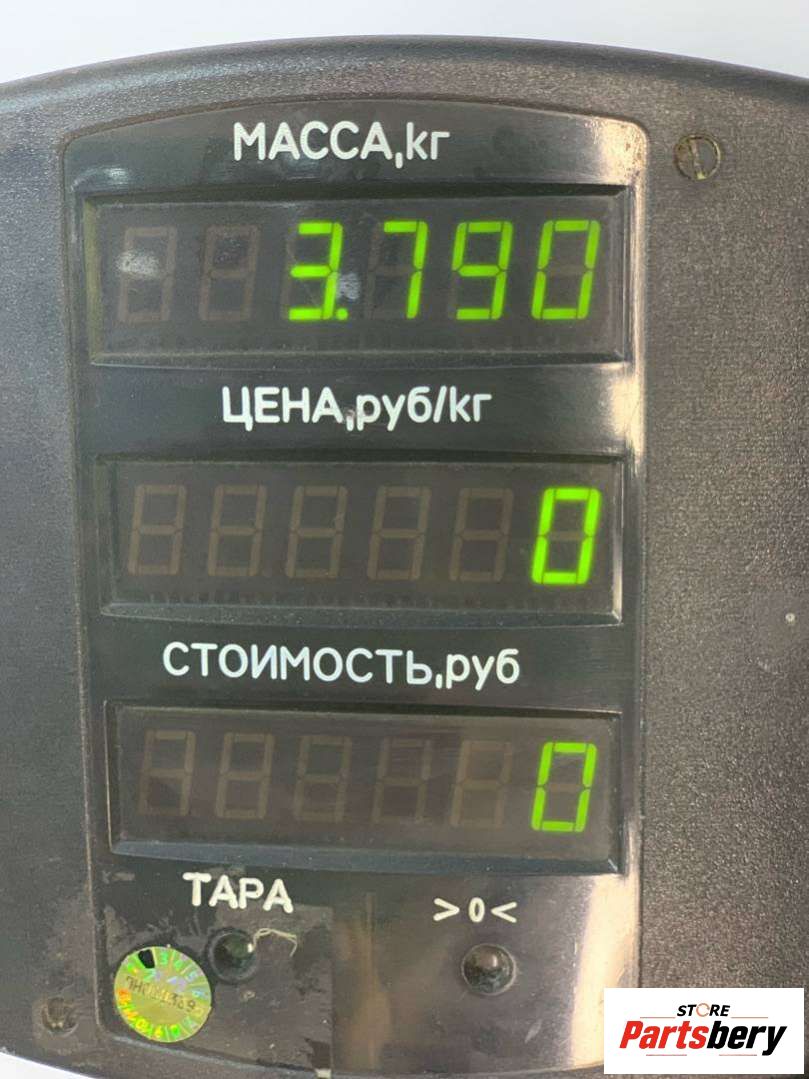 МАССА,кг
3.790
ЦЕНА,руб/кг
0
СТОИМОСТЬ,руб
0
ТАРА >0<
STORE
Partsbery